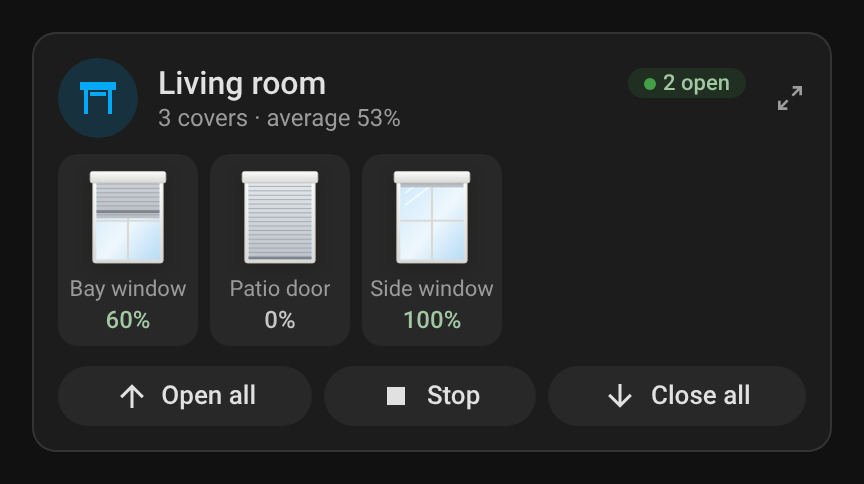 Living room
2 open
3 covers · average 53%
Bay window
60%
Patio door
0%
Side window
100%
Open all
Stop
Close all